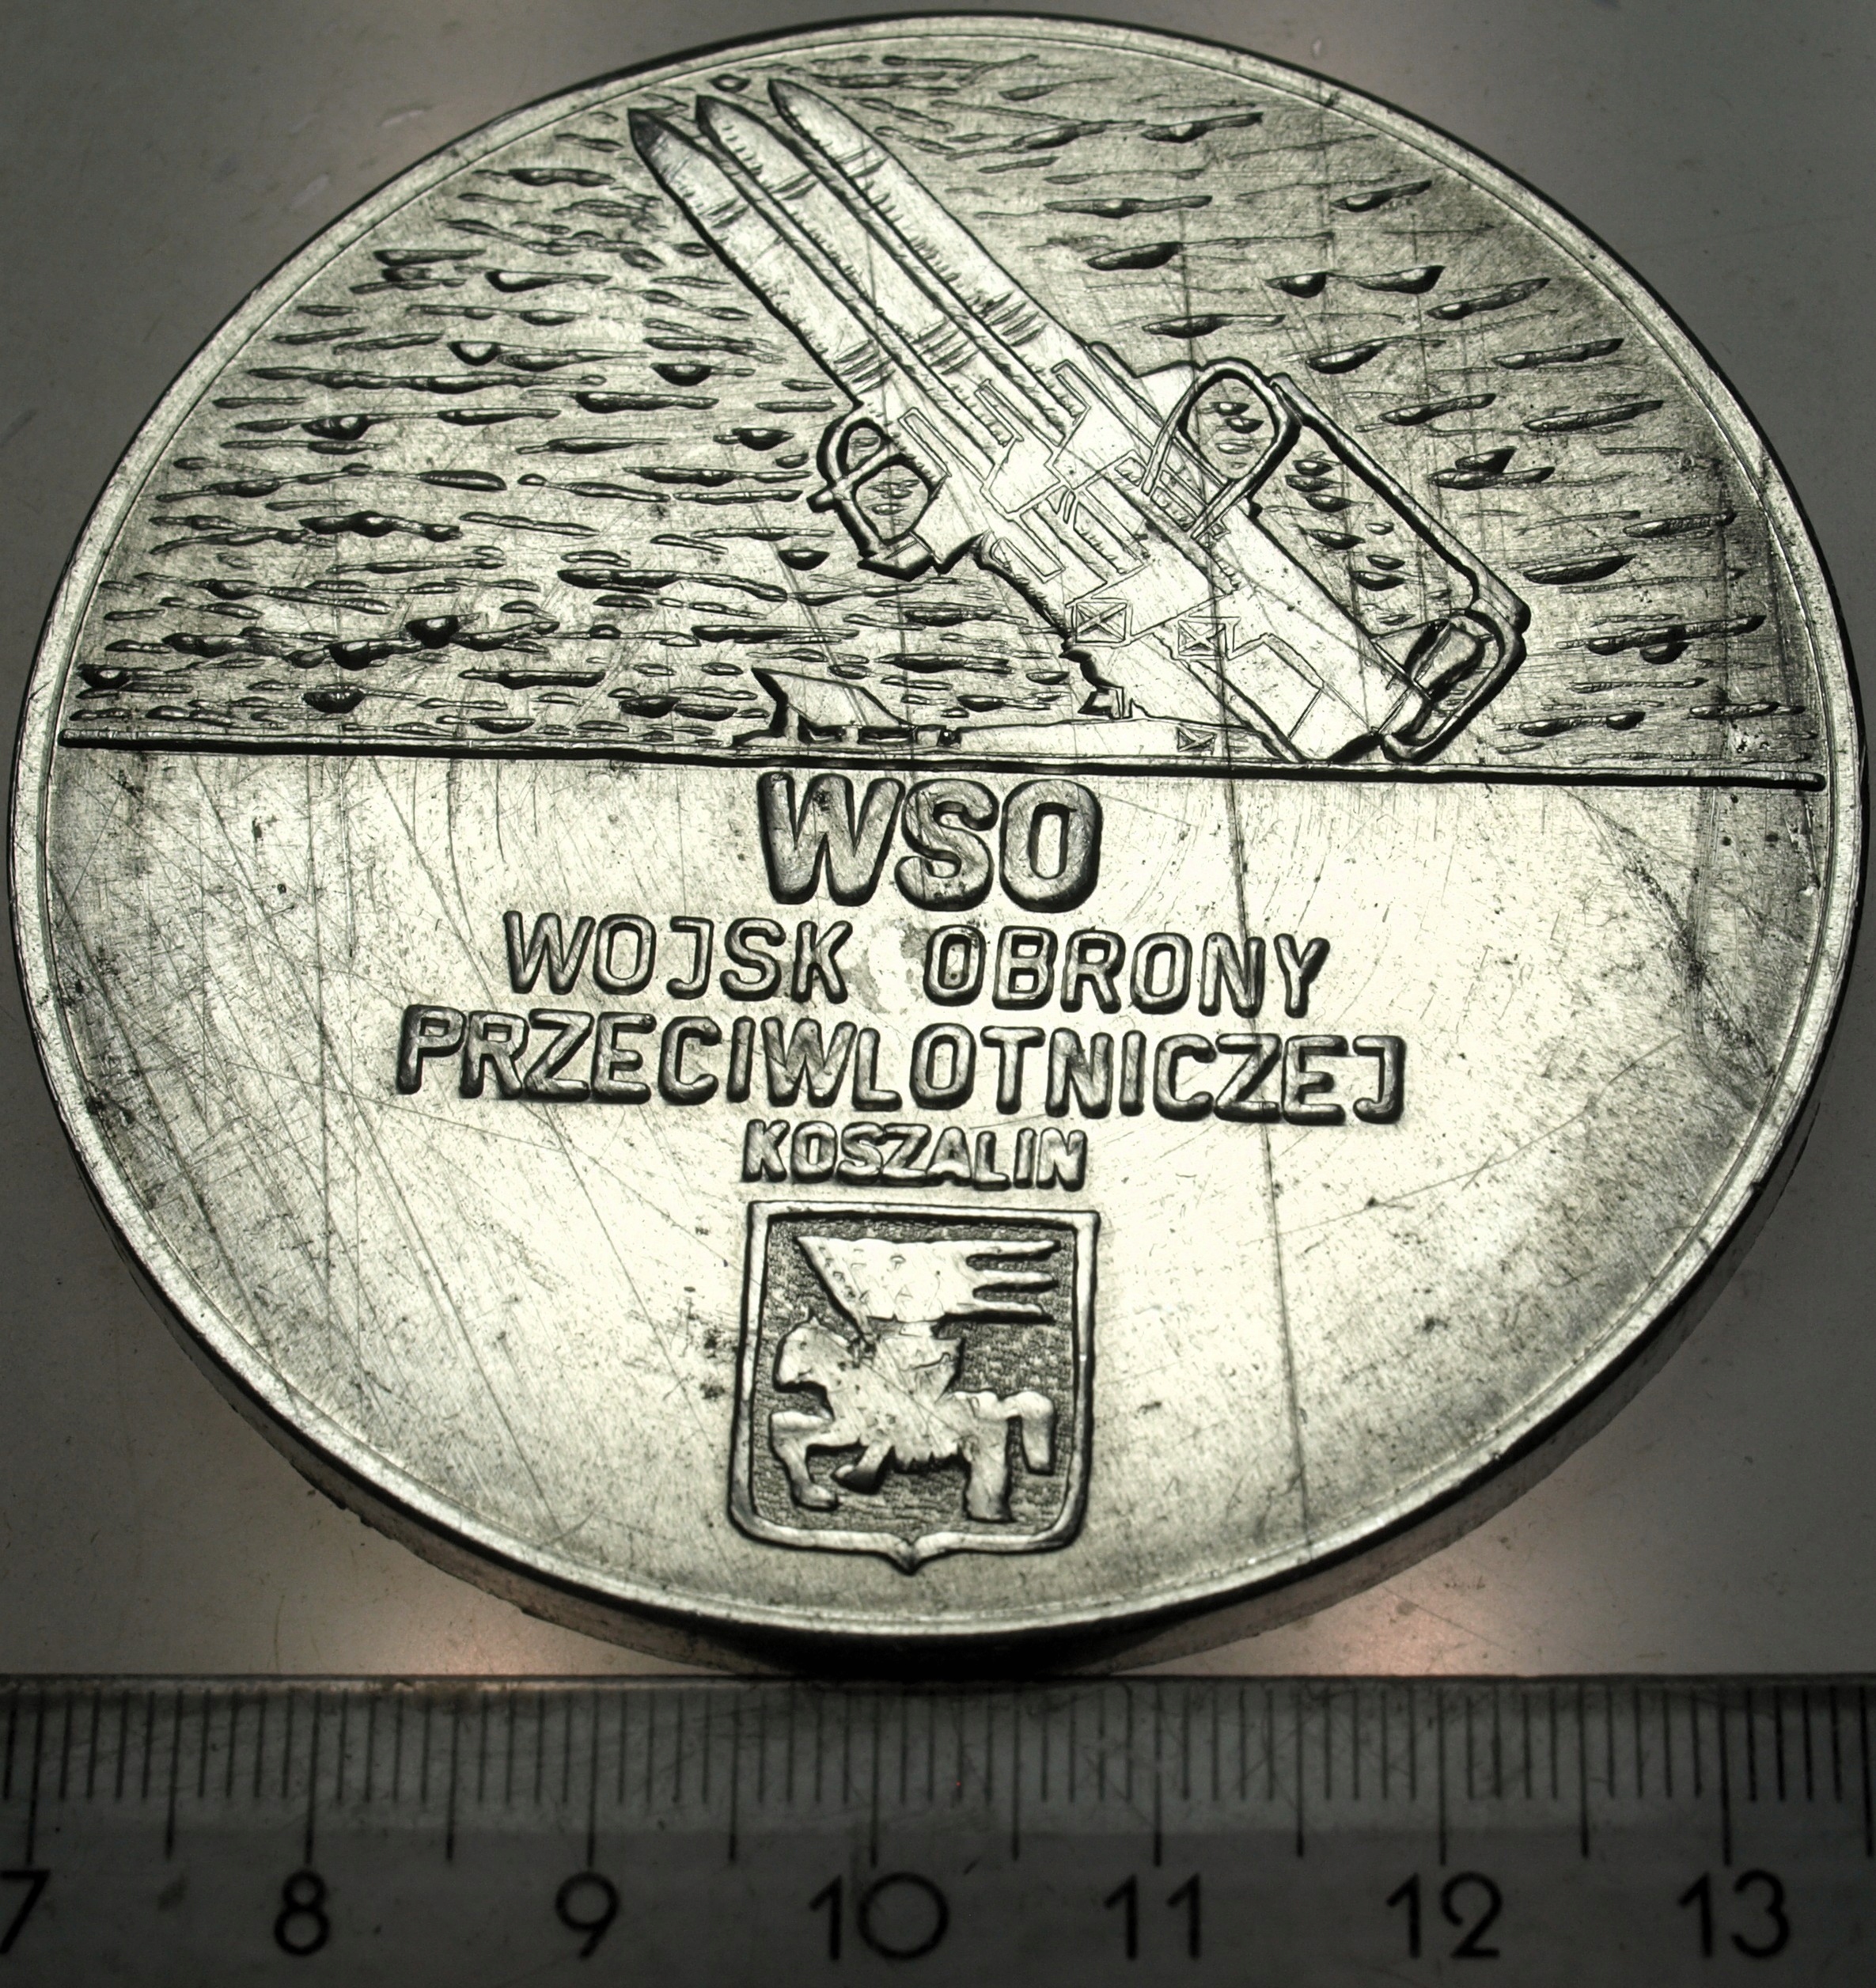 WSO
WOJSK OBRONY
PRZECIWLOTNICZEJ
KOSZALIN
7 8 9 10 11 12 13